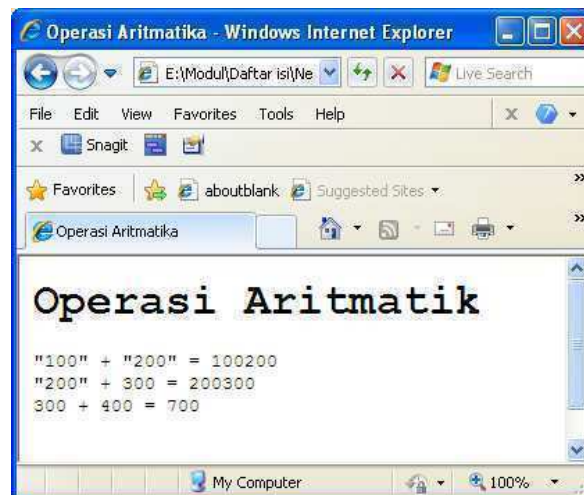 Operasi Aritmatika - Windows Internet Explorer
E:\Modul\Daftar isi\Ne
Live Search
File Edit View Favorites Tools Help
x
Snagit
Favorites
aboutblank
Suggested Sites
Operasi Aritmatika
Operasi Aritmatik
"100" + "200" = 100200
"200" + 300 = 200300
300 + 400 = 700
My Computer
100%